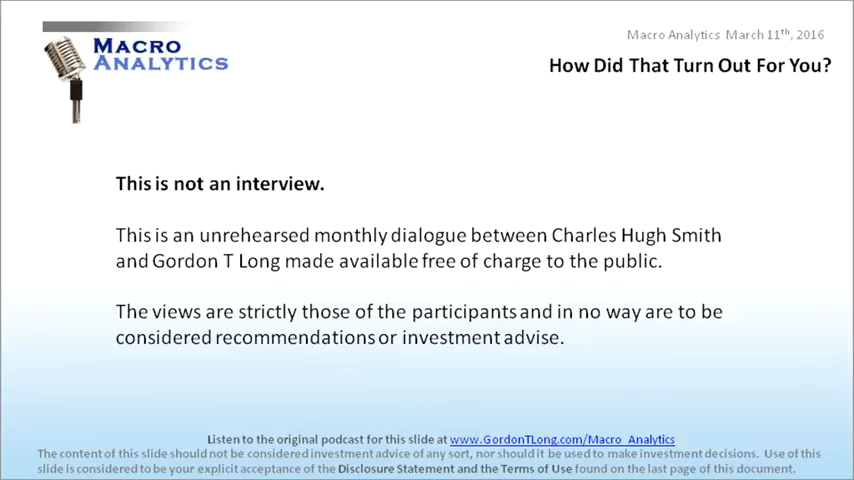 MACRO
ANALYTICS
Macro Analytics March 11th, 2016
How Did That Turn Out For You?
This is not an interview.
This is an unrehearsed monthly dialogue between Charles Hugh Smith
and Gordon T Long made available free of charge to the public.
The views are strictly those of the participants and in no way are to be
considered recommendations or investment advise.
Listen to the original podcast for this slide at www.GordonTLong.com/Macro_Analytics
The content of this slide should not be considered investment advice of any sort, nor should it be used to make investment decisions. Use of this
slide is considered to be your explicit acceptance of the Disclosure Statement and the Terms of Use found on the last page of this document.